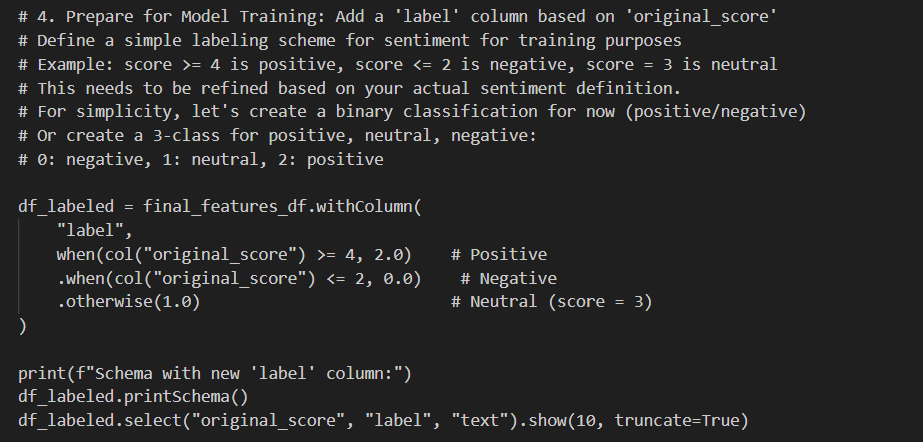 # 4. Prepare for Model Training: Add a 'label' column based on 'original_score'
# Define a simple labeling scheme for sentiment for training purposes
# Example: score >= 4 is positive, score <= 2 is negative, score = 3 is neutral
# This needs to be refined based on your actual sentiment definition.
# For simplicity, let's create a binary classification for now (positive/negative)
# Or create a 3-class for positive, neutral, negative:
# 0: negative, 1: neutral, 2: positive

df_labeled = final_features_df.withColumn(
    "label",
    when(col("original_score") >= 4, 2.0)    # Positive
    .when(col("original_score") <= 2, 0.0)    # Negative
    .otherwise(1.0)                          # Neutral (score = 3)
)

print(f"Schema with new 'label' column:")
df_labeled.printSchema()
df_labeled.select("original_score", "label", "text").show(10, truncate=True)